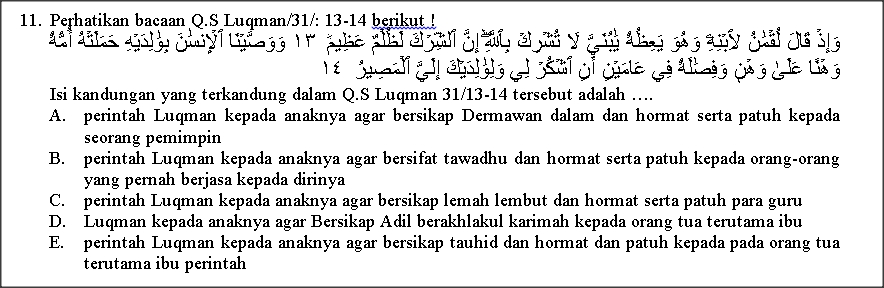 11. Perhatikan bacaan Q.S Luqman/31/: 13-14 berikut !
وَإِذۡ قَالَ لُقۡمَٰنُ لِٱبۡنِهِۦ وَهُوَ يَعِظُهُۥ يَٰبُنَيَّ لَا تُشۡرِكۡ بِٱللَّهِۖ إِنَّ ٱلشِّرۡكَ لَظُلۡمٌ عَظِيمٞ ١٣ وَوَصَّيۡنَا ٱلۡإِنسَٰنَ بِوَٰلِدَيۡهِ حَمَلَتۡهُ أُمُّهُۥ
وَهۡنًا عَلَىٰ وَهۡنٖ وَفِصَٰلُهُۥ فِي عَامَيۡنِ أَنِ ٱشۡكُرۡ لِي وَلِوَٰلِدَيۡكَ إِلَيَّ ٱلۡمَصِيرُ ١٤
Isi kandungan yang terkandung dalam Q.S Luqman 31/13-14 tersebut adalah ….
A. perintah Luqman kepada anaknya agar bersikap Dermawan dalam dan hormat serta patuh kepada
seorang pemimpin
B. perintah Luqman kepada anaknya agar bersifat tawadhu dan hormat serta patuh kepada orang-orang
yang pernah berjasa kepada dirinya
C. perintah Luqman kepada anaknya agar bersikap lemah lembut dan hormat serta patuh para guru
D. Luqman kepada anaknya agar Bersikap Adil berakhlakul karimah kepada orang tua terutama ibu
E. perintah Luqman kepada anaknya agar bersikap tauhid dan hormat dan patuh kepada pada orang tua
terutama ibu perintah